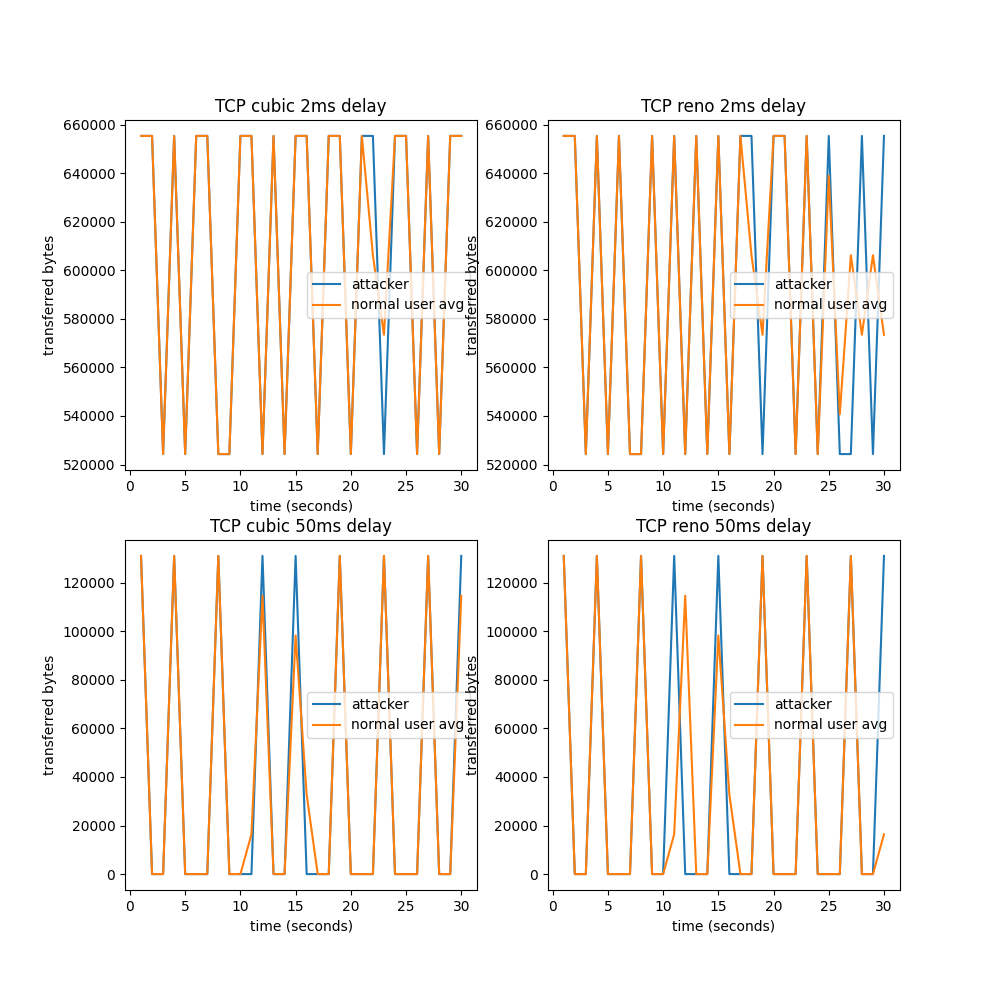 TCP cubic 2ms delay
660000
640000
620000
600000
580000
560000
540000
520000
transferred bytes
0 5 10 15 20 25 30
time (seconds)
attacker
normal user avg
TCP reno 2ms delay
660000
640000
620000
600000
580000
560000
540000
520000
transferred bytes
0 5 10 15 20 25 30
time (seconds)
attacker
normal user avg
TCP cubic 50ms delay
120000
100000
80000
60000
40000
20000
0
transferred bytes
0 5 10 15 20 25 30
time (seconds)
attacker
normal user avg
TCP reno 50ms delay
120000
100000
80000
60000
40000
20000
0
transferred bytes
0 5 10 15 20 25 30
time (seconds)
attacker
normal user avg